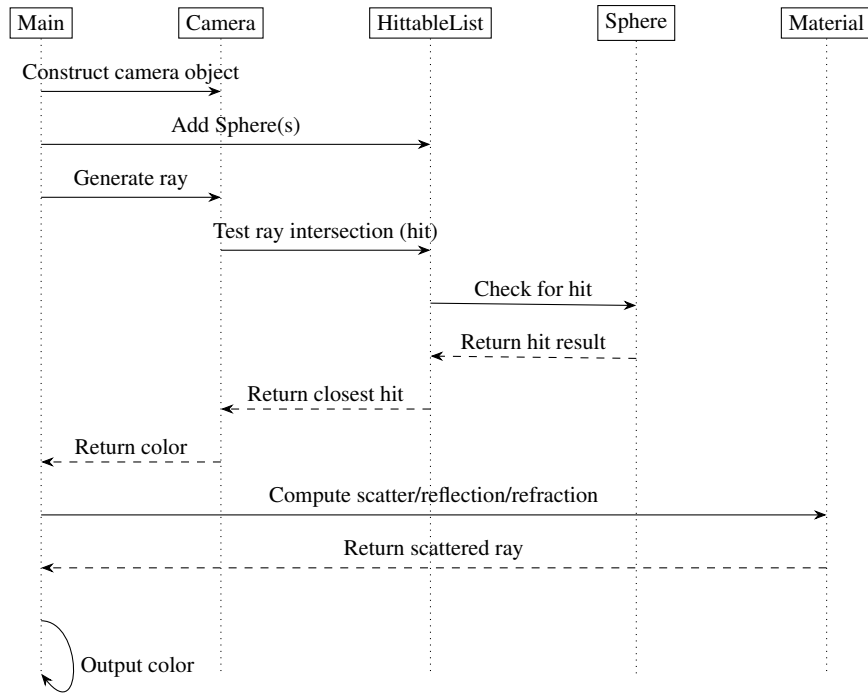 Main
Camera
HittableList
Sphere
Material
Construct camera object
Add Sphere(s)
Generate ray
Test ray intersection (hit)
Check for hit
Return hit result
Return closest hit
Return color
Compute scatter/reflection/refraction
Return scattered ray
Output color